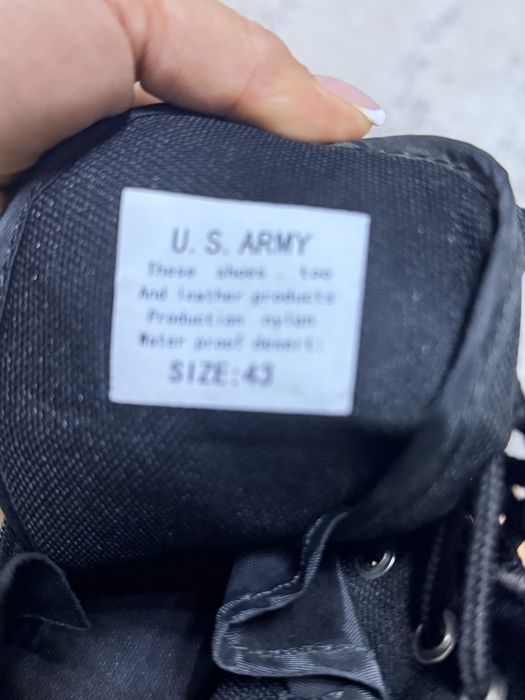 U. S. ARMY
These shoes . too
And leather products
Production nylon
Water proof desert:
SIZE:43